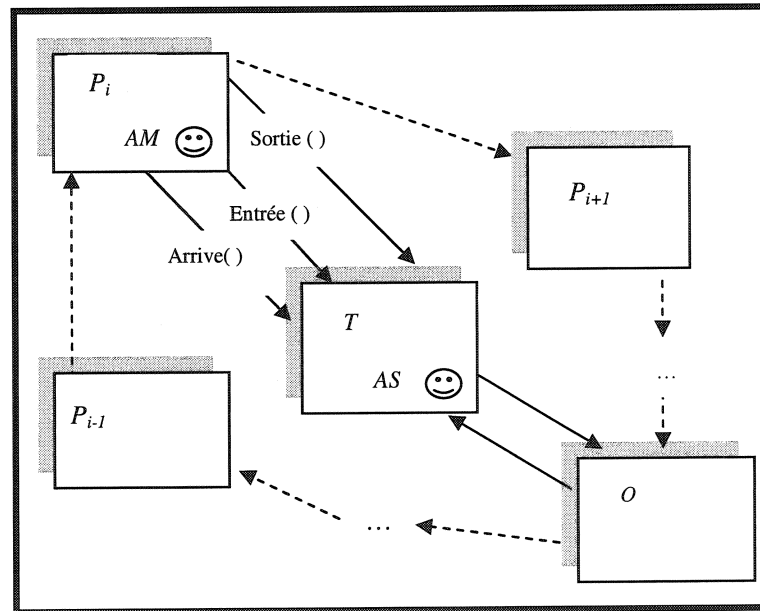 Pi
AM
Sortie ( )
Entrée ( )
Arrive( )
Pi+1
T
AS
...
Pi-1
...
O